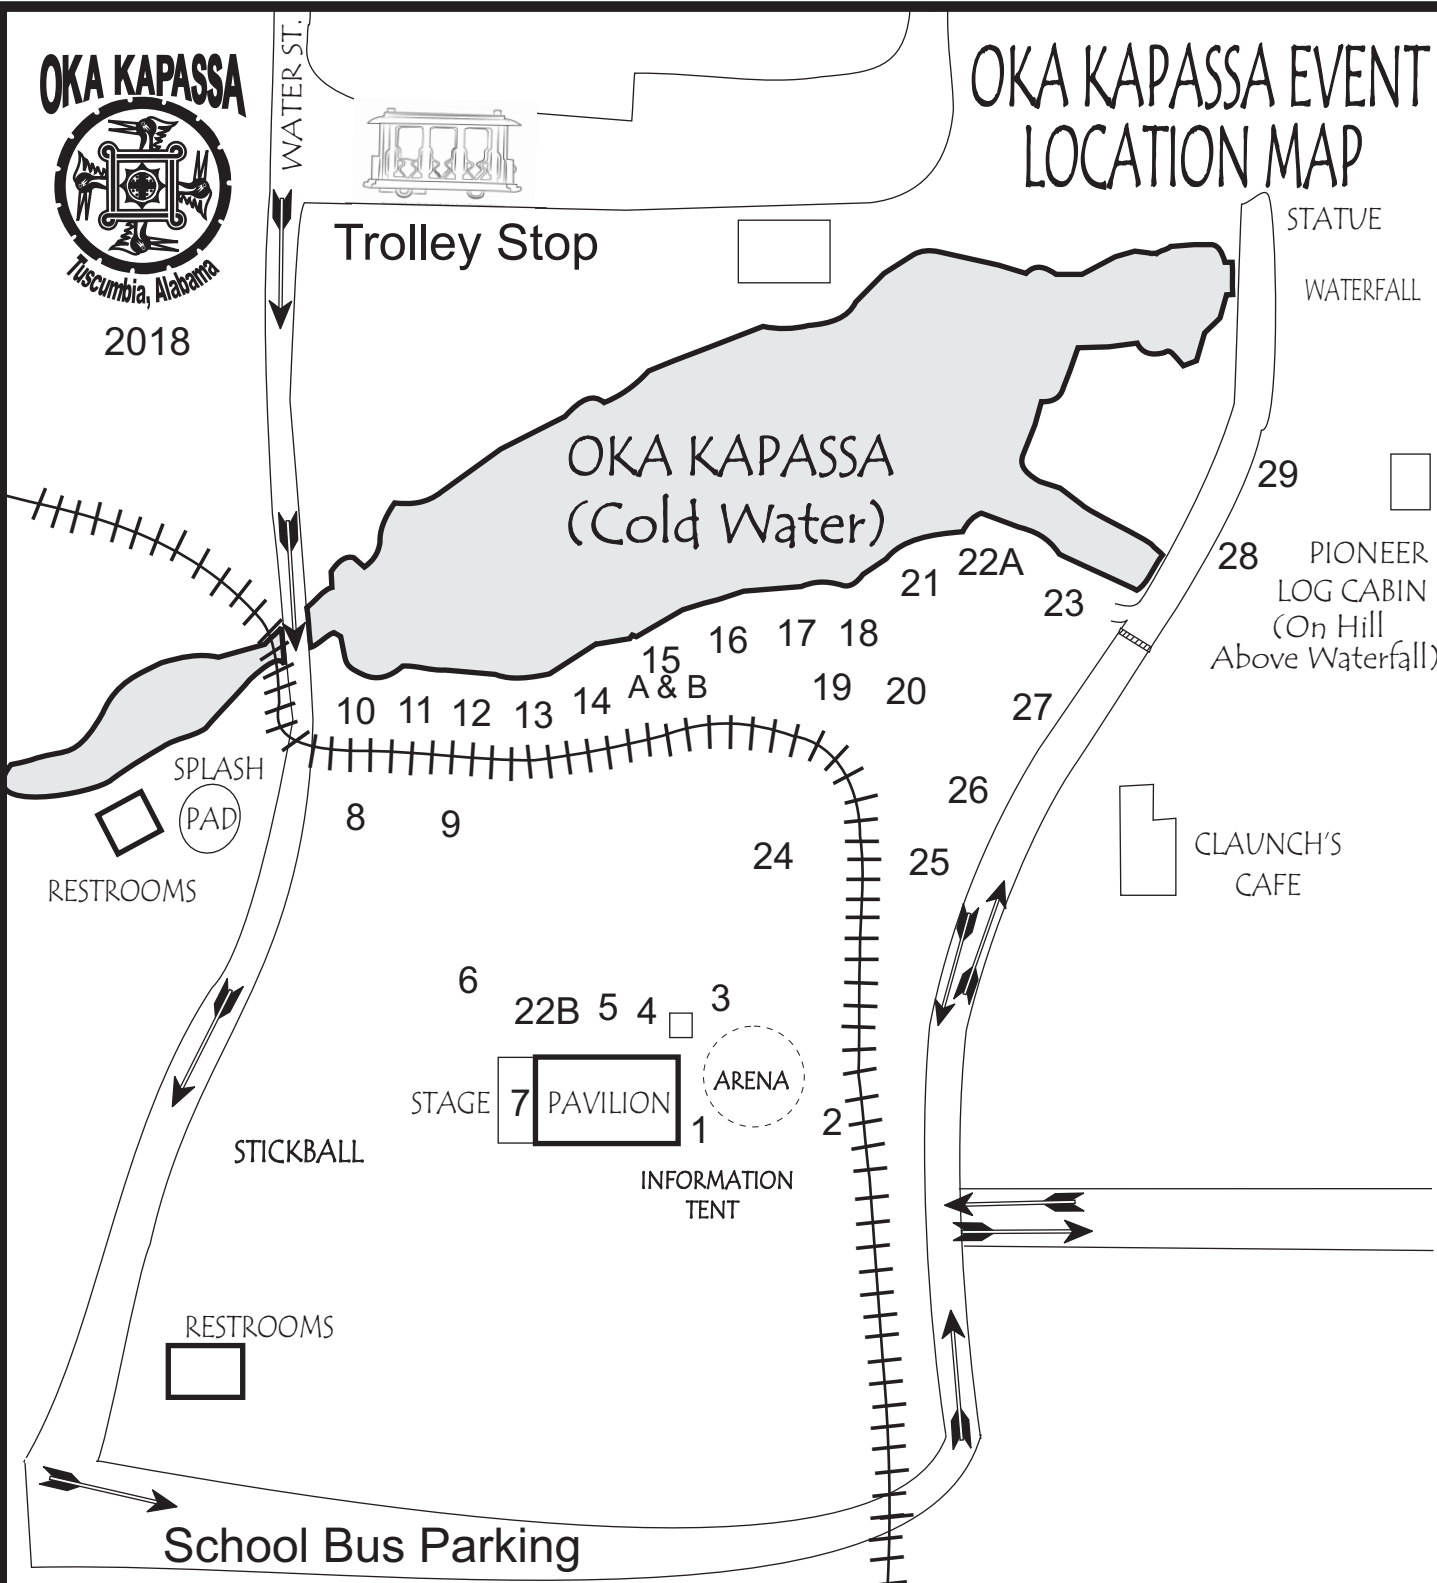 OKA KAPASSA
Tuscumbia, Alabama
2018
WATER ST.
OKA KAPASSA EVENT
LOCATION MAP
Trolley Stop
STATUE
WATERFALL
OKA KAPASSA
(Cold Water)
29
28
PIONEER
LOG CABIN
(On Hill
Above Waterfall)
21
22A
23
15
A & B
16
17
18
19
20
27
10
11
12
13
14
SPLASH
PAD
RESTROOMS
8
9
24
25
26
CLAUNCH'S
CAFE
6
22B
5
4
3
STAGE
7
PAVILION
ARENA
1
2
INFORMATION
TENT
STICKBALL
RESTROOMS
School Bus Parking